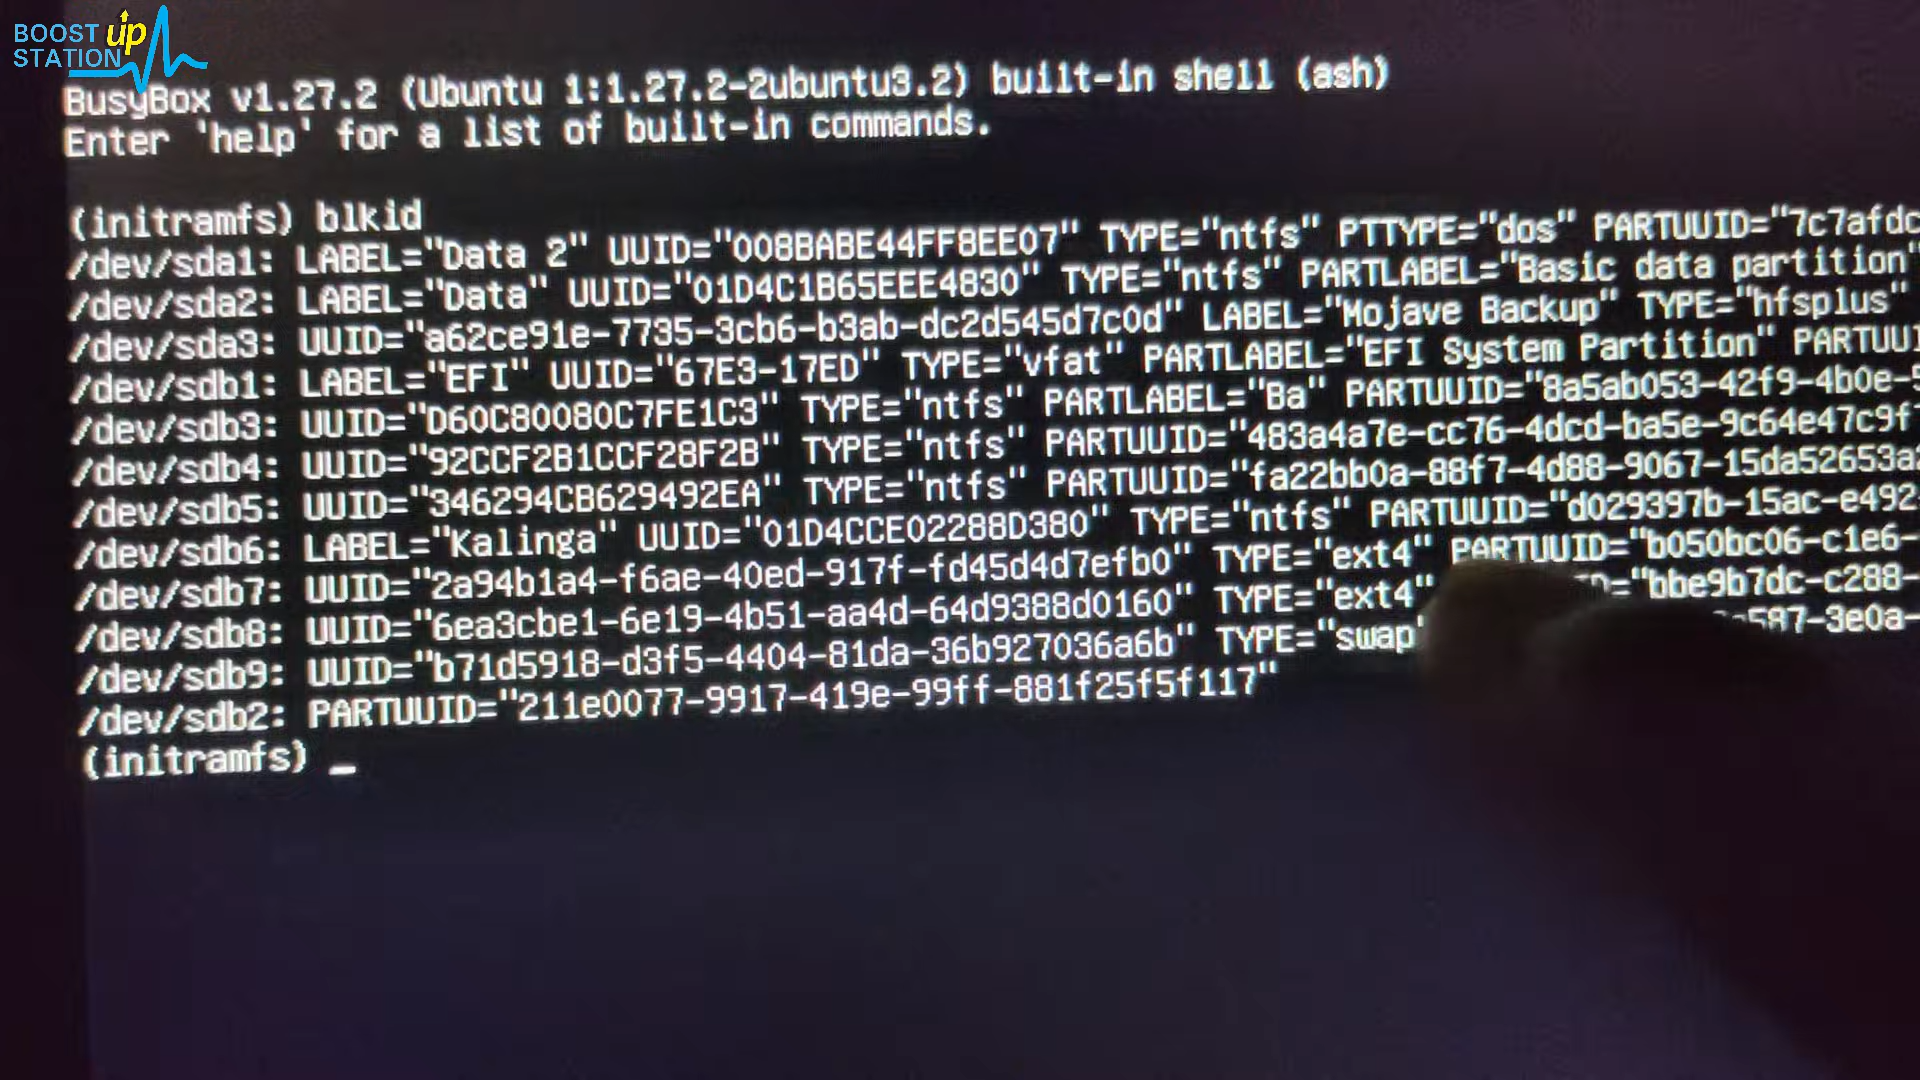 BOOST up
STATION
BusyBox v1.27.2 (Ubuntu 1:1.27.2-2ubuntu3.2) built-in shell (ash)
Enter 'help' for a list of built-in commands.
(initramfs) blkid
/dev/sda1: LABEL="Data 2" UUID="008BABE44FF8EE07" TYPE="ntfs" PTTYPE="dos" PARTUUID="7c7afdc
/dev/sda2: LABEL="Data" UUID="01D4C1B65EEE4830" TYPE="ntfs" PARTLABEL="Basic data partition"
/dev/sda3: UUID="a62ce91e-7735-3cb6-b3ab-dc2d545d7c0d" LABEL="Mojave Backup" TYPE="hfsplus"
/dev/sdb1: LABEL="EFI" UUID="67E3-17ED" TYPE="vfat" PARTLABEL="EFI System Partition" PARTUUI
/dev/sdb3: UUID="D60C80080C7FE1C3" TYPE="ntfs" PARTLABEL="Ba" PARTUUID="8a5ab053-42f9-4b0e-5
/dev/sdb4: UUID="92CCF2B1CCF28F2B" TYPE="ntfs" PARTUUID="483a4a7e-cc76-4dcd-ba5e-9c64e47c9f
/dev/sdb5: UUID="346294CB629492EA" TYPE="ntfs" PARTUUID="fa22bb0a-88f7-4d88-9067-15da52653a
/dev/sdb6: LABEL="Kalinga" UUID="01D4CCE02288D380" TYPE="ntfs" PARTUUID="d029397b-15ac-e492-
/dev/sdb7: UUID="2a94b1a4-f6ae-40ed-917f-fd45d4d7efb0" TYPE="ext4" PARTUUID="b050bc06-c1e6-
/dev/sdb8: UUID="6ea3cbe1-6e19-4b51-aa4d-64d9388d0160" TYPE="ext4" ="bbe9b7dc-c288-
/dev/sdb9: UUID="b71d5918-d3f5-4404-81da-36b927036a6b" TYPE="swap" 587-3e0a-
/dev/sdb2: PARTUUID="211e0077-9917-419e-99ff-881f25f5f117"
(initramfs) _